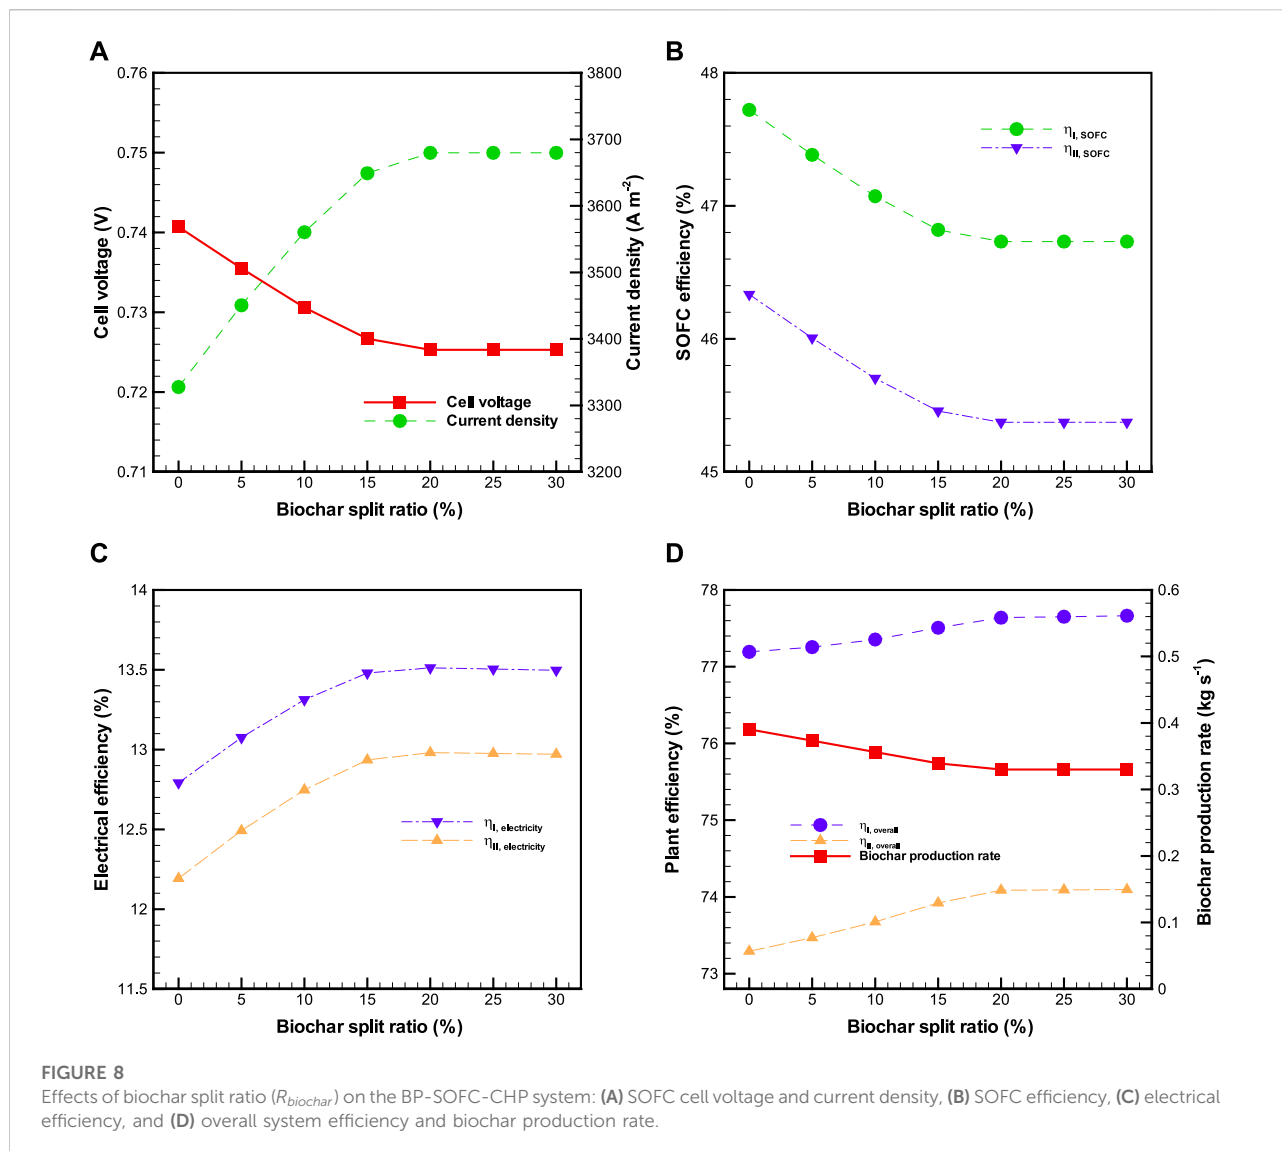 A
0.76
0.75
0.74
0.73
0.72
0.71
Cell voltage (V)
3800
3700
3600
3500
3400
3300
3200
Current density (A m⁻²)
Cell voltage
Current density
0 5 10 15 20 25 30
Biochar split ratio (%)
B
48
47
46
45
SOFC efficiency (%)
ηI, SOFC
ηII, SOFC
0 5 10 15 20 25 30
Biochar split ratio (%)
C
14
13.5
13
12.5
12
11.5
Electrical efficiency (%)
ηI, electricity
ηII, electricity
0 5 10 15 20 25 30
Biochar split ratio (%)
D
78
77
76
75
74
73
Plant efficiency (%)
0.6
0.5
0.4
0.3
0.2
0.1
0
Biochar production rate (kg s⁻¹)
ηI, overall
ηII, overall
Biochar production rate
0 5 10 15 20 25 30
Biochar split ratio (%)
FIGURE 8
Effects of biochar split ratio (Rbiochar) on the BP-SOFC-CHP system: (A) SOFC cell voltage and current density, (B) SOFC efficiency, (C) electrical
efficiency, and (D) overall system efficiency and biochar production rate.